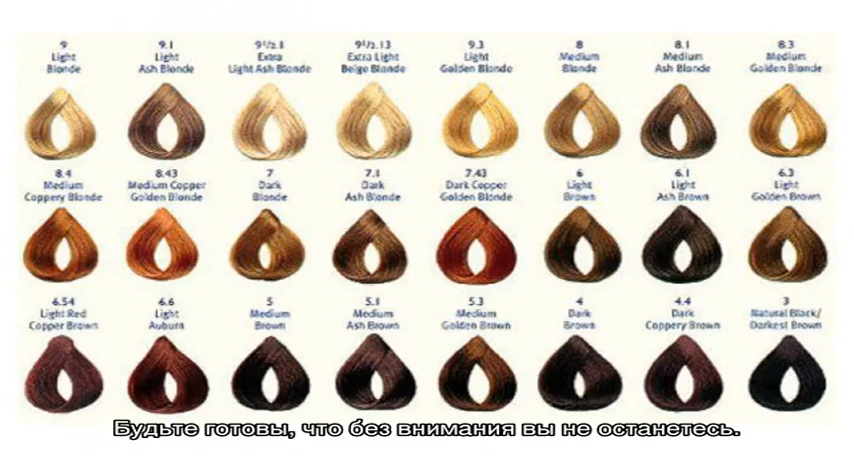 9 9.1 9½.1 9½.13 9.3 8 8.1 8.3
Light Light Extra Extra Light Light Medium Medium Medium
Blonde Ash Blonde Light Ash Blonde Beige Blonde Golden Blonde Blonde Ash Blonde Golden Blonde
8.4 8.43 7 7.1 7.43 6 6.1 6.3
Medium Medium Copper Dark Dark Dark Copper Light Light Light
Coppery Blonde Golden Blonde Blonde Ash Blonde Golden Blonde Brown Ash Brown Golden Brown
6.54 6.6 5 5.1 5.3 4 4.4 3
Light Red Light Medium Medium Medium Dark Dark Natural Black/
Copper Brown Auburn Brown Ash Brown Golden Brown Brown Coppery Brown Darkest Brown
Будьте готовы, что без внимания вы не останетесь.